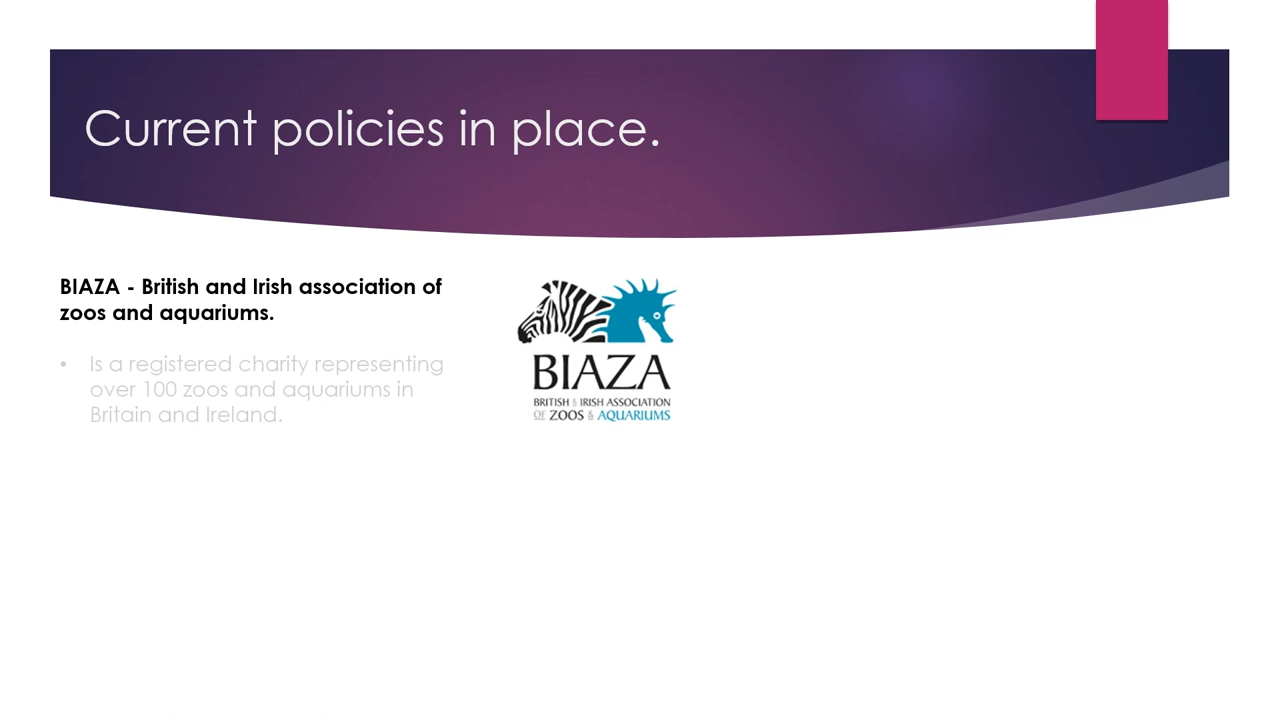 Current policies in place.
BIAZA - British and Irish association of
zoos and aquariums.
• Is a registered charity representing
over 100 zoos and aquariums in
Britain and Ireland.
BIAZA
BRITISH & IRISH ASSOCIATION
OF ZOOS & AQUARIUMS